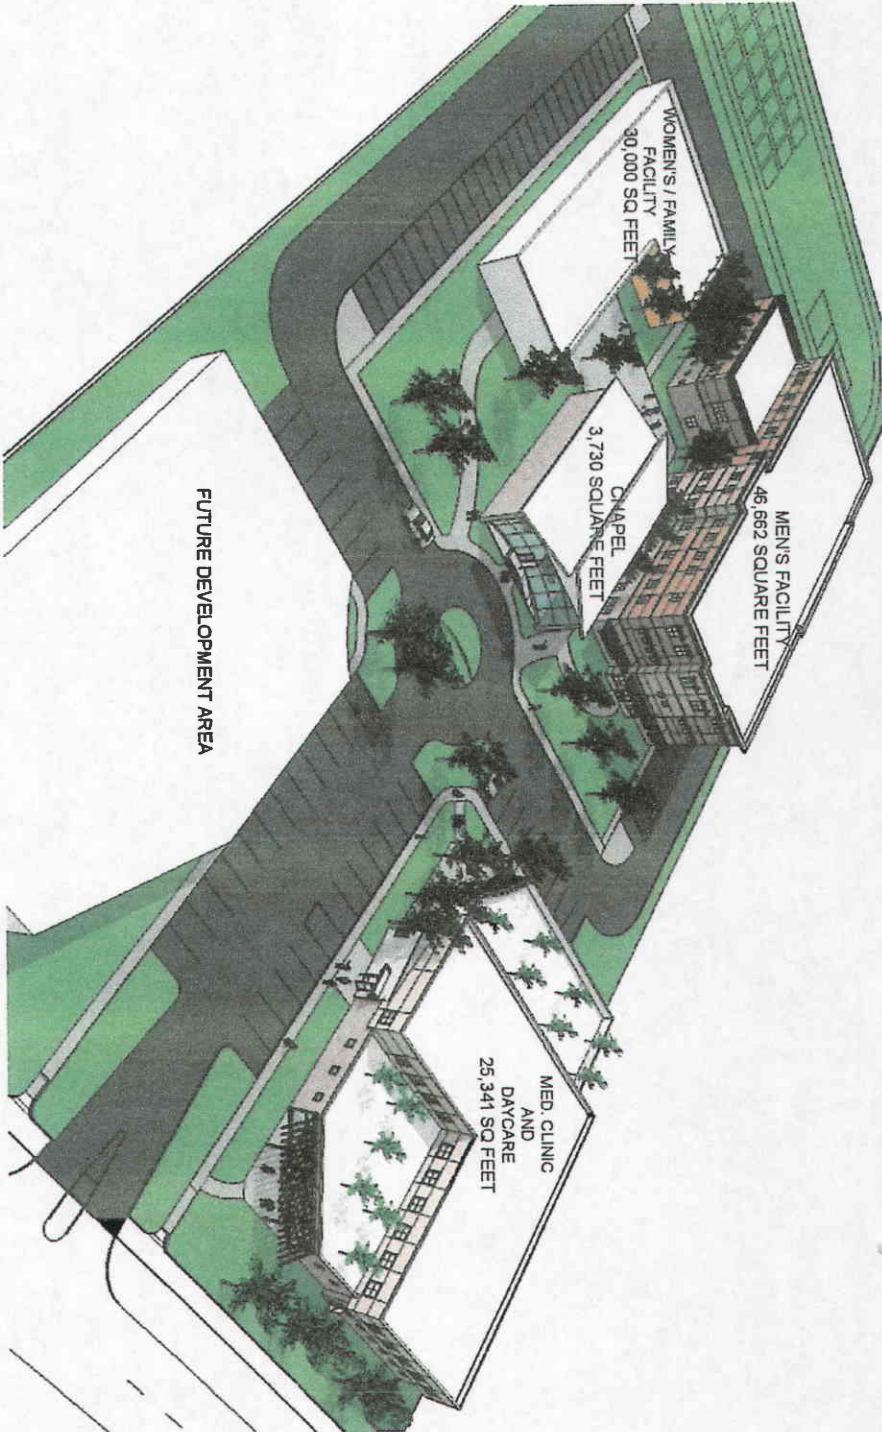 WOMEN'S / FAMILY
FACILITY
30,000 SQ FEET
MEN'S FACILITY
46,662 SQUARE FEET
CHAPEL
3,730 SQUARE FEET
FUTURE DEVELOPMENT AREA
MED. CLINIC
AND
DAYCARE
25,341 SQ FEET